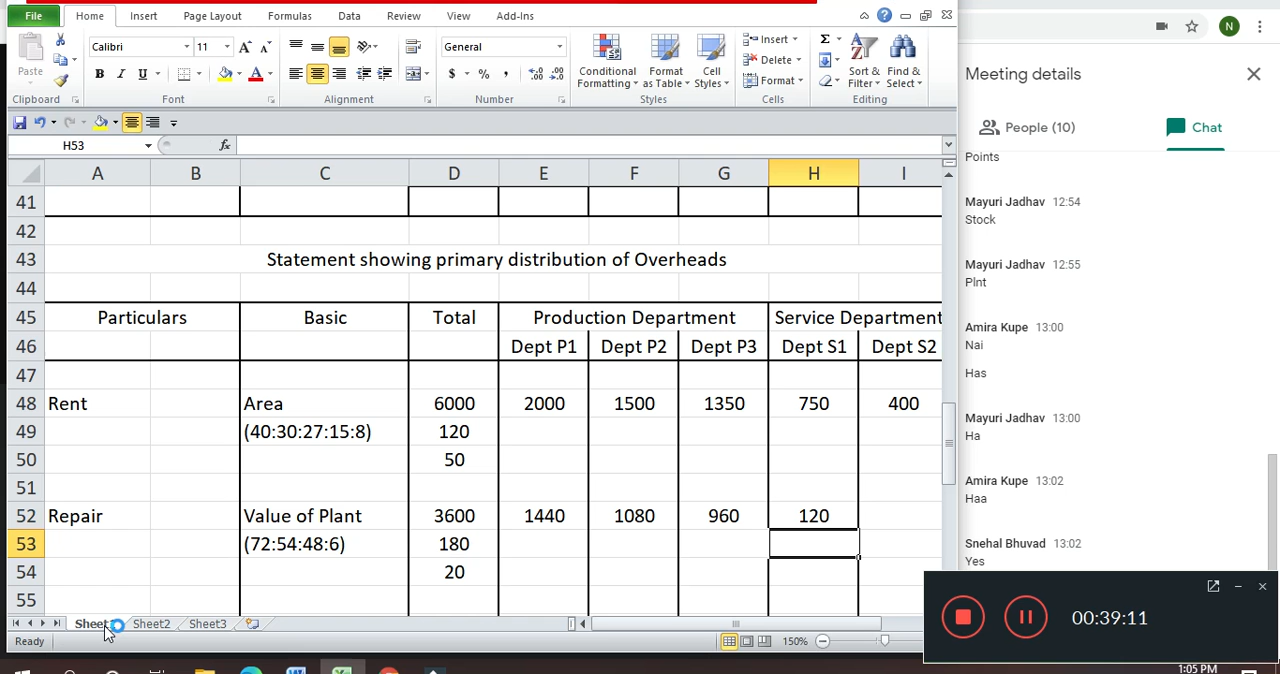 File Home Insert Page Layout Formulas Data Review View Add-Ins
Paste
Calibri 11 A A
B I U A
General
$ % ,
Conditional Formatting
Format as Table
Cell Styles
Insert
Delete
Format
Σ
Sort & Filter
Find & Select
Clipboard Font Alignment Number Styles Cells Editing
H53 fx
A B C D E F G H I
41
42
43 Statement showing primary distribution of Overheads
44
45 Particulars Basic Total Production Department Service Department
46 Dept P1 Dept P2 Dept P3 Dept S1 Dept S2
47
48 Rent Area 6000 2000 1500 1350 750 400
49 (40:30:27:15:8) 120
50 50
51
52 Repair Value of Plant 3600 1440 1080 960 120
53 (72:54:48:6) 180
54 20
55
Sheet Sheet2 Sheet3
Ready 150%
N
Meeting details
People (10) Chat
Points
Mayuri Jadhav 12:54
Stock
Mayuri Jadhav 12:55
Plnt
Amira Kupe 13:00
Nai
Has
Mayuri Jadhav 13:00
Ha
Amira Kupe 13:02
Haa
Snehal Bhuvad 13:02
Yes
00:39:11
1:05 PM